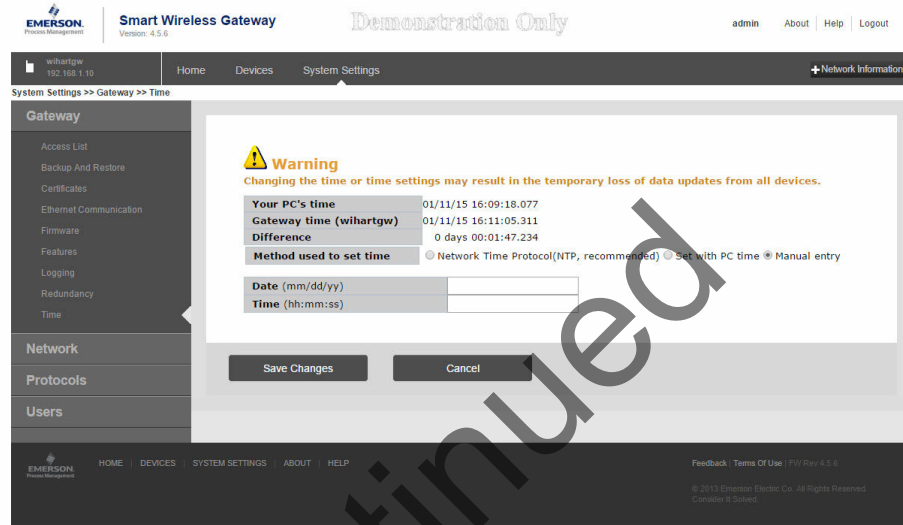 EMERSON.
Process Management
Smart Wireless Gateway
Version: 4.5.6
Demonstration Only
admin About Help Logout
wihartgw
192.168.1.10
Home Devices System Settings
+Network Information
System Settings >> Gateway >> Time
Gateway
Access List
Backup And Restore
Certificates
Ethernet Communication
Firmware
Features
Logging
Redundancy
Time
Network
Protocols
Users
Warning
Changing the time or time settings may result in the temporary loss of data updates from all devices.
Your PC's time 01/11/15 16:09:18.077
Gateway time (wihartgw) 01/11/15 16:11:05.311
Difference 0 days 00:01:47.234
Method used to set time Network Time Protocol(NTP, recommended) Set with PC time Manual entry
Date (mm/dd/yy)
Time (hh:mm:ss)
Save Changes Cancel
tinued
EMERSON.
Process Management
HOME | DEVICES | SYSTEM SETTINGS | ABOUT | HELP
Feedback | Terms Of Use | FW Rev 4.5.6
© 2013 Emerson Electric Co. All Rights Reserved.
Consider It Solved.